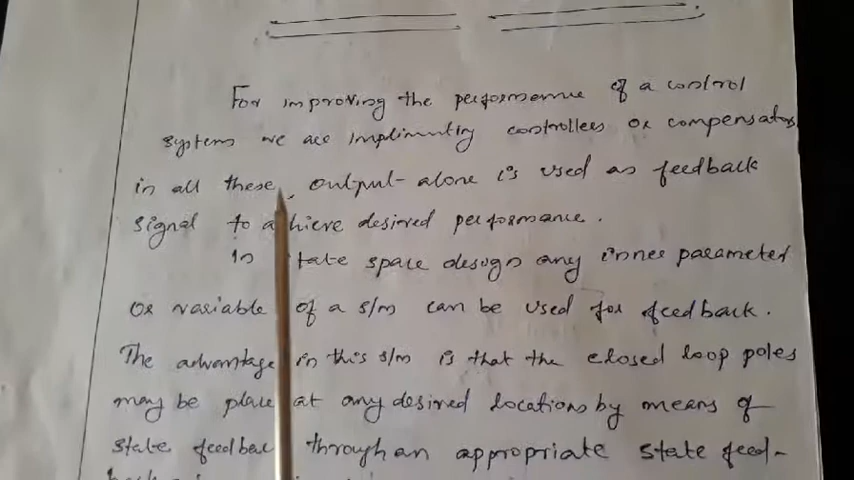 For improving the performance of a control
system we are implimenting controllers or compensators
in all these, output alone is used as feedback
signal to achieve desired performance.
In state space design any inner parameter
or variable of a s/m can be used for feedback.
The advantage in this s/m is that the closed loop poles
may be place at any desired locations by means of
state feedback through an appropriate state feed-